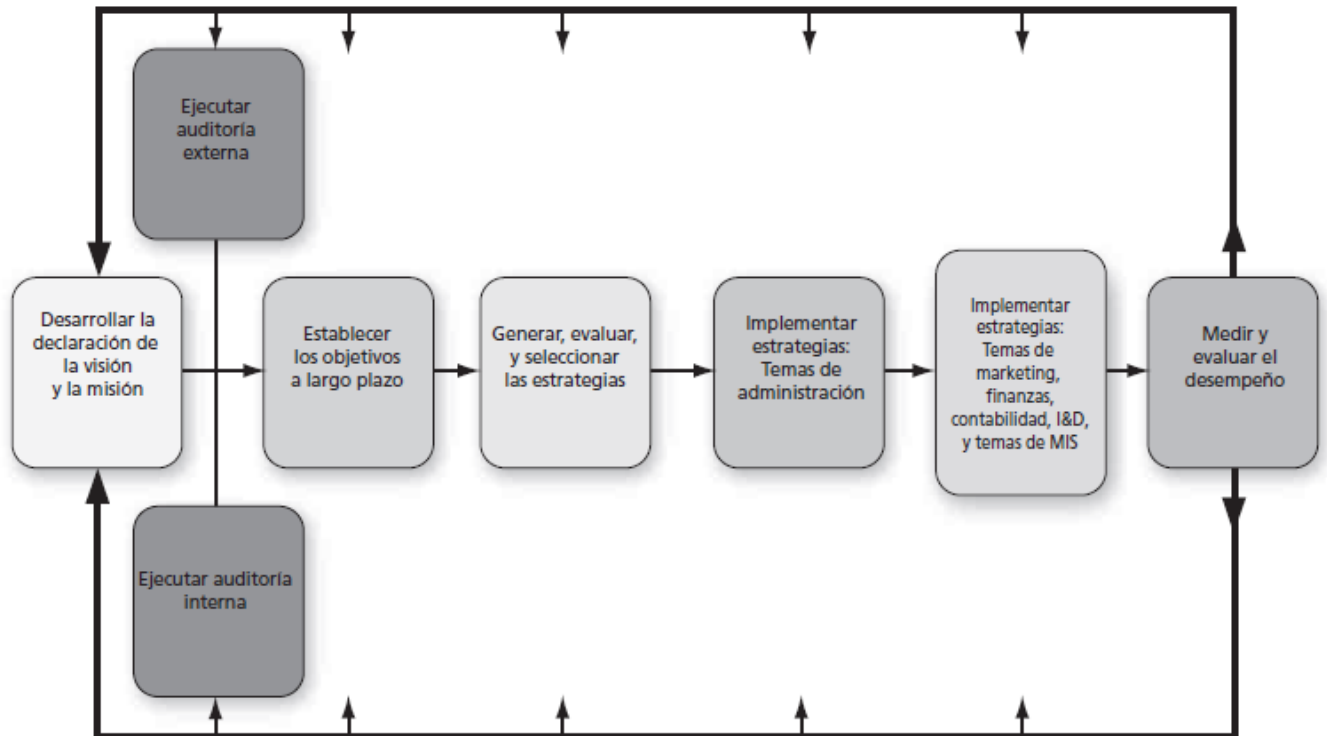 Ejecutar
auditoría
externa
Desarrollar la
declaración de
la visión
y la misión
Establecer
los objetivos
a largo plazo
Generar, evaluar,
y seleccionar
las estrategias
Implementar
estrategias:
Temas de
administración
Implementar
estrategias:
Temas de
marketing,
finanzas,
contabilidad, I&D,
y temas de MIS
Medir y
evaluar el
desempeño
Ejecutar auditoría
interna